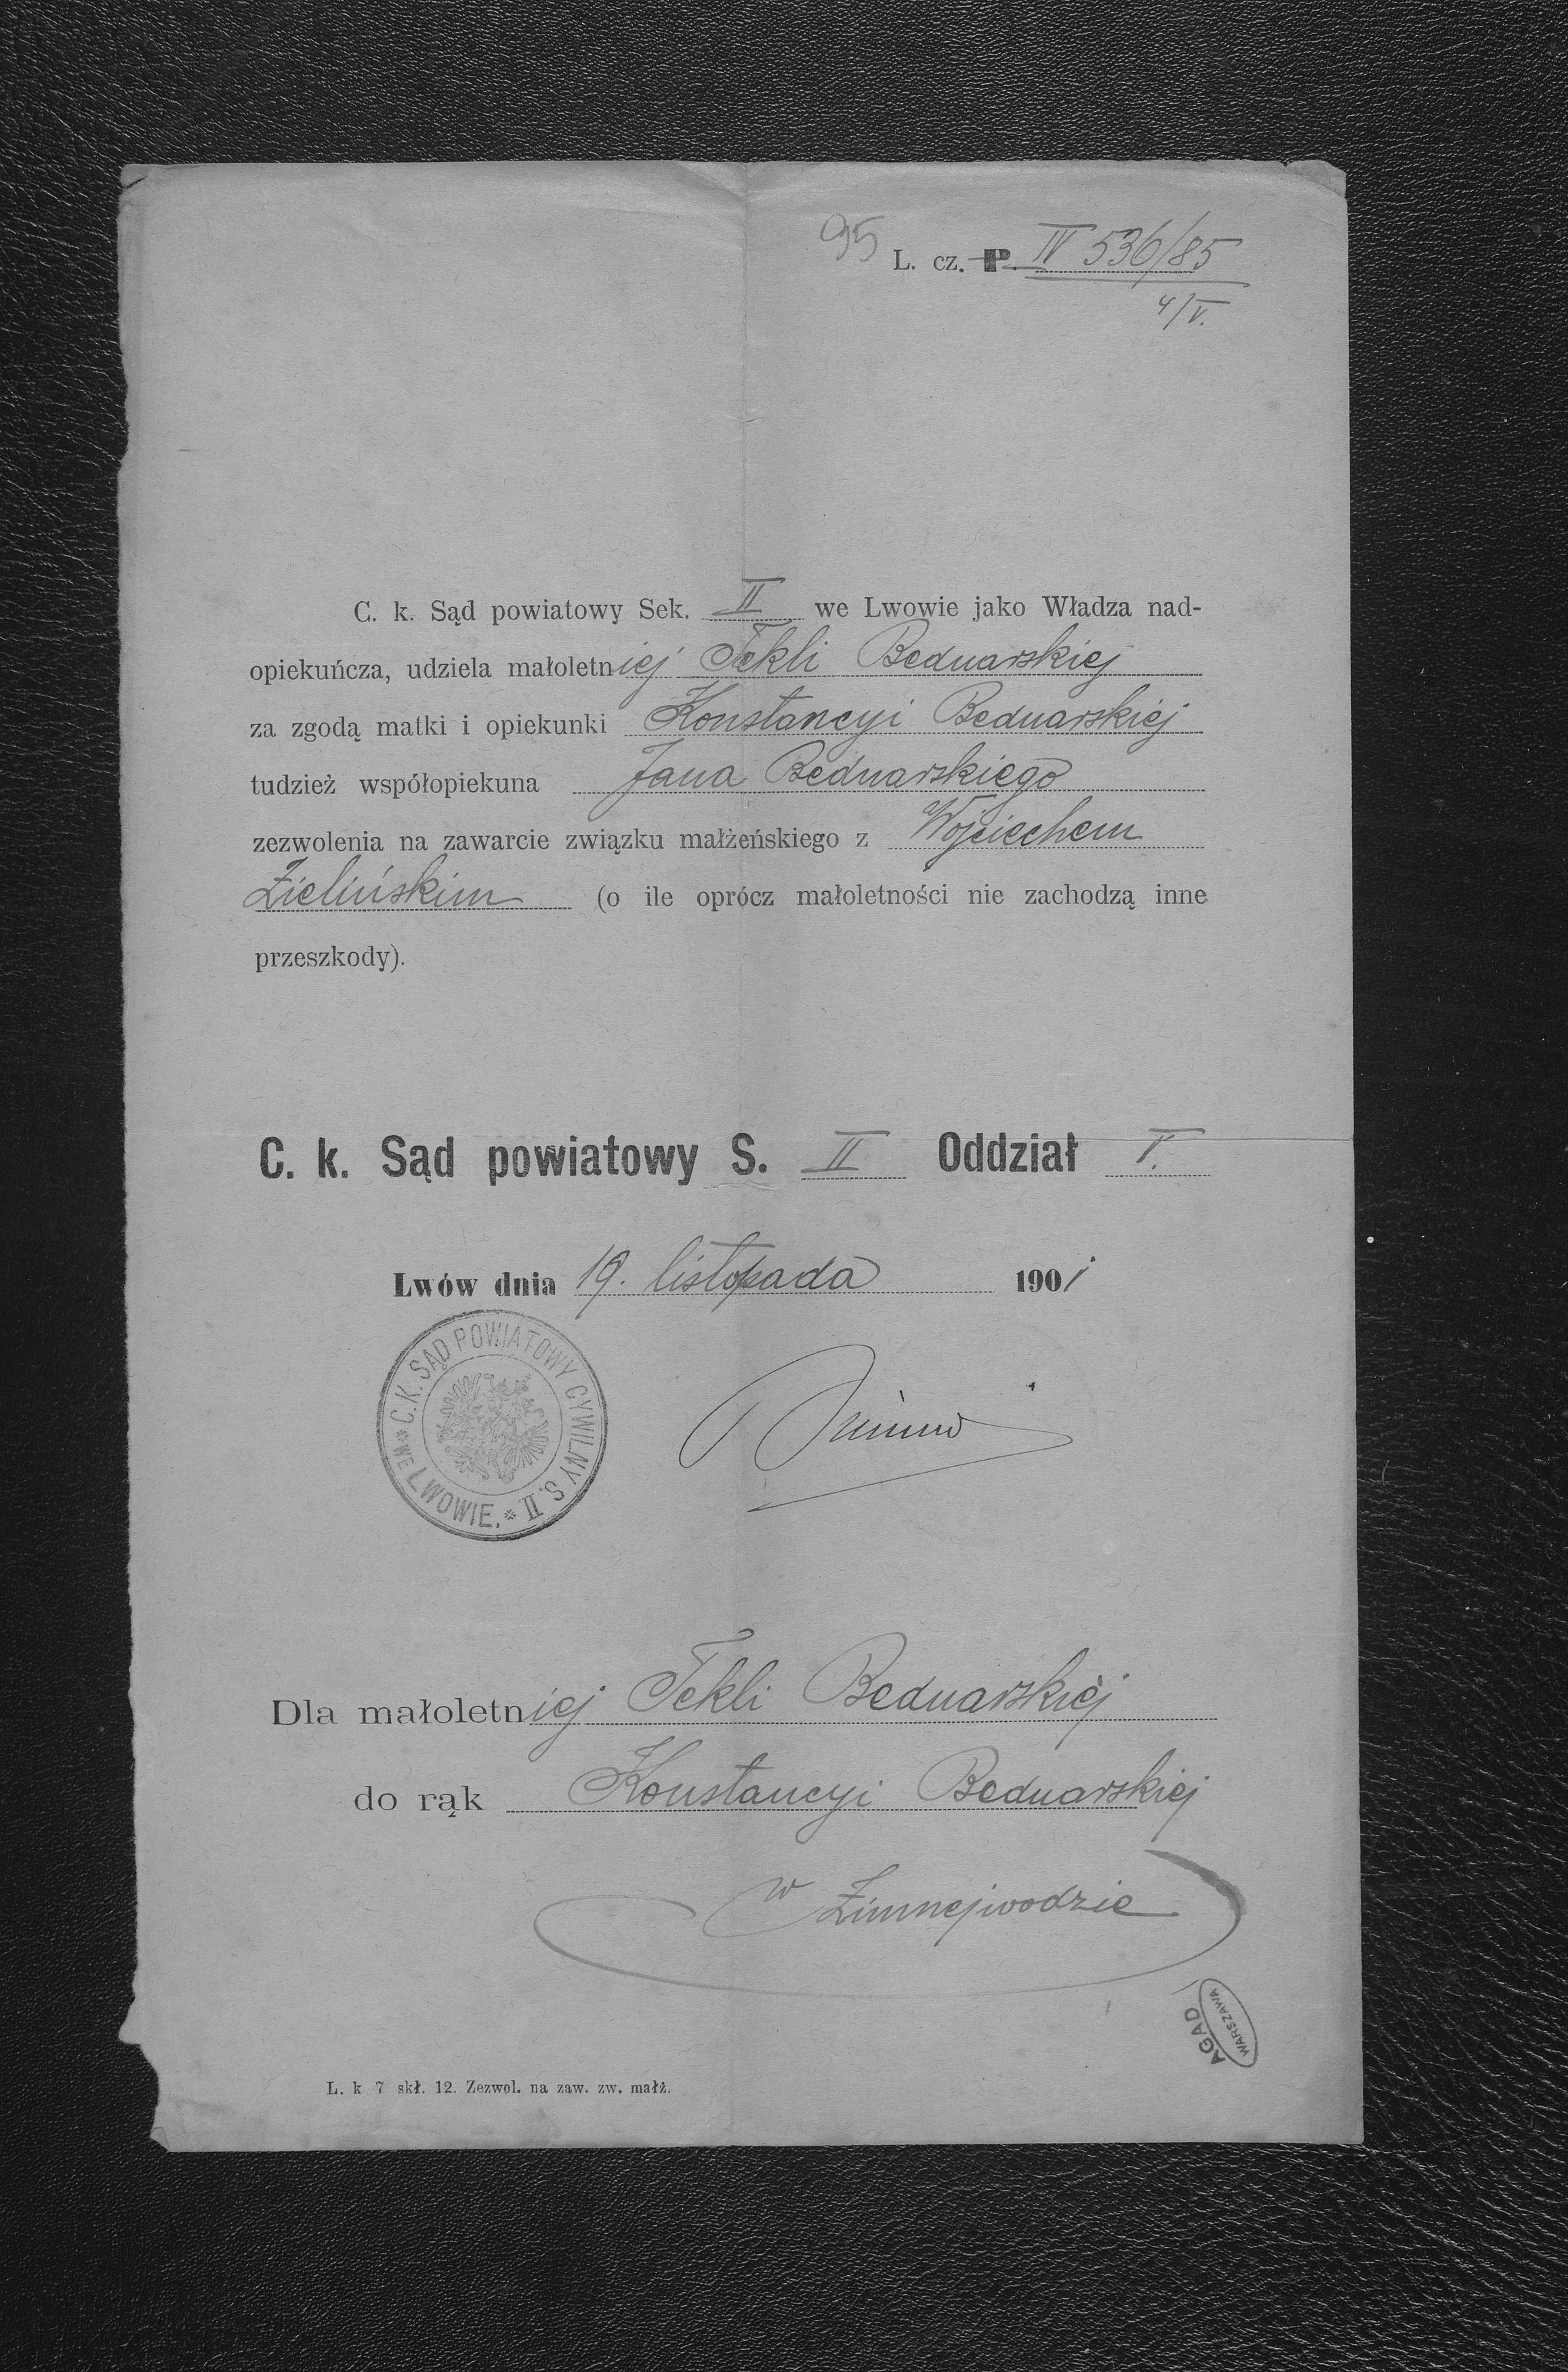 95 L. cz. P. IV 536/85
4/V.
C. k. Sąd powiatowy Sek. II we Lwowie jako Władza nad-
opiekuńcza, udziela małoletniej Tekli Bednarskiej
za zgodą matki i opiekunki Konstancyi Bednarskiej
tudzież współopiekuna Jana Bednarskiego
zezwolenia na zawarcie związku małżeńskiego z Wojciechem
Zielińskim (o ile oprócz małoletności nie zachodzą inne
przeszkody).
C. k. Sąd powiatowy S. II Oddział V.
Lwów dnia 19. listopada 1901
C.K. SĄD POWIATOWY CYWILNY S. II * WE LWOWIE. *
Dla małoletniej Tekli Bednarskiej
do rąk Konstancyi Bednarskiej
w Zimnejwodzie
AGAD
WARSZAWA
L. k 7 skł. 12. Zezwol. na zaw. zw. małż.